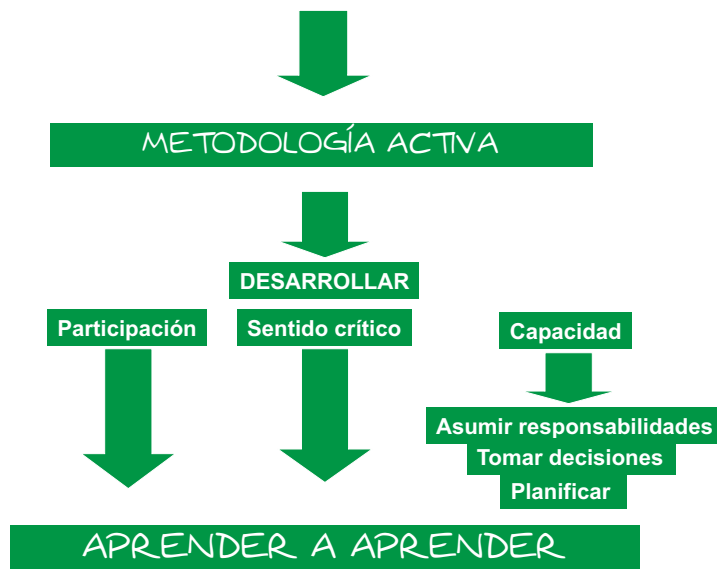 METODOLOGÍA ACTIVA
DESARROLLAR
Participación
Sentido crítico
Capacidad
Asumir responsabilidades
Tomar decisiones
Planificar
APRENDER A APRENDER